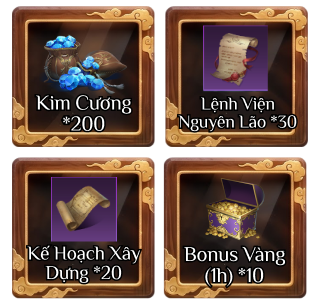 Kim Cương
*200
Lệnh Viện
Nguyên Lão *30
Kế Hoạch Xây
Dựng *20
Bonus Vàng
(1h) *10